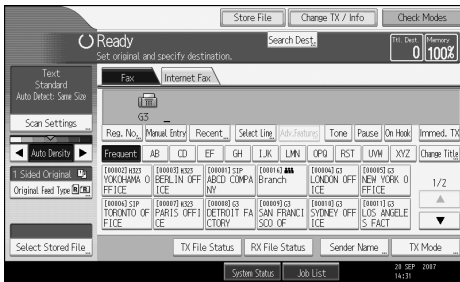 Store File
Change TX / Info
Check Modes
Ready
Search Dest.
Ttl. Dest. 0
Memory 100%
Set original and specify destination.
Text
Standard
Auto Detect: Same Size
Scan Settings
Auto Density
1 Sided Original
Original Feed Type
Select Stored File
Fax
Internet Fax
G3 _
Reg. No. Manual Entry Recent Select Line Adv.Features Tone Pause On Hook Immed. TX
Frequent AB CD EF GH IJK LMN OPQ RST UVW XYZ Change Title
[00002] H323 [00003] H323 [00001] SIP [00016] [00004] G3 [00005] G3
YOKOHAMA O BERLIN OFF ABCD COMPA Branch LONDON OFF NEW YORK O
FFICE ICE NY ICE FFICE
1/2
[00006] SIP [00007] H323 [00008] G3 [00009] G3 [00010] G3 [00011] G3
TORONTO OF PARIS OFFI DETROIT FA SAN FRANCI SYDNEY OFF LOS ANGELE
FICE CE CTORY SCO OF ICE S FACT
TX File Status
RX File Status
Sender Name
TX Mode
System Status
Job List
28 SEP 2007
14:31